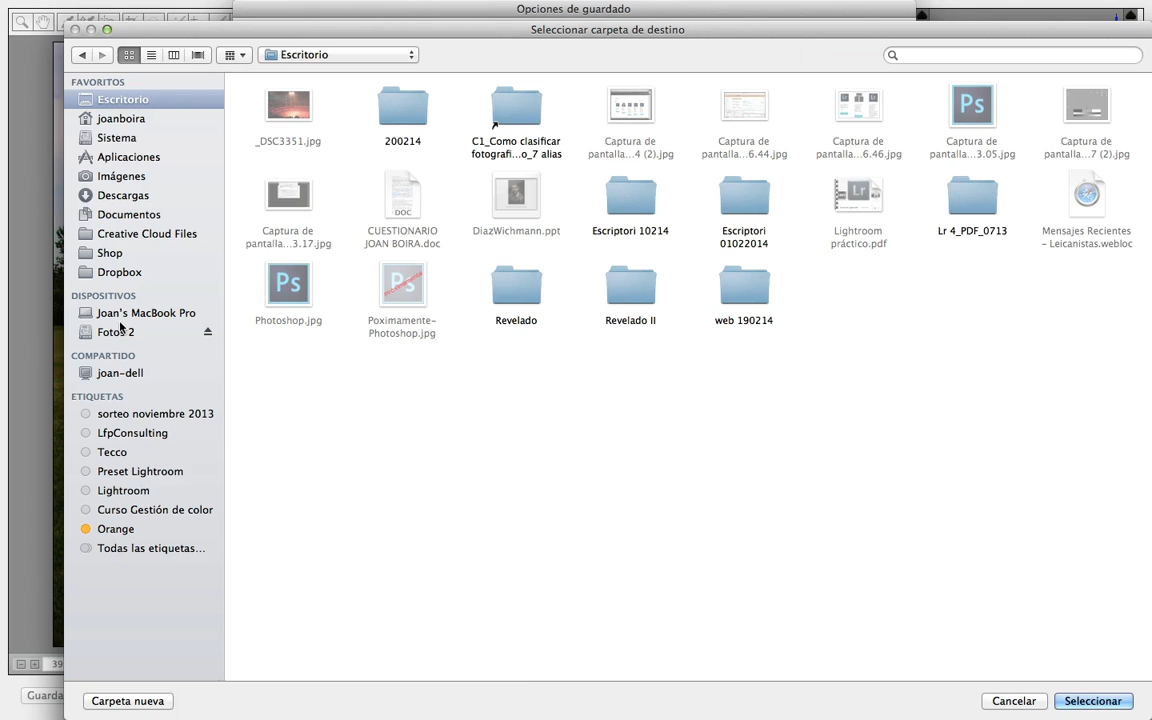 Opciones de guardado
Seleccionar carpeta de destino
Escritorio
FAVORITOS
Escritorio
joanboira
Sistema
Aplicaciones
Imágenes
Descargas
Documentos
Creative Cloud Files
Shop
Dropbox
DISPOSITIVOS
Joan's MacBook Pro
Fotos 2
COMPARTIDO
joan-dell
ETIQUETAS
sorteo noviembre 2013
LfpConsulting
Tecco
Preset Lightroom
Lightroom
Curso Gestión de color
Orange
Todas las etiquetas...
_DSC3351.jpg
200214
C1_Como clasificar
fotografi...o_7 alias
Captura de
pantalla...4 (2).jpg
Captura de
pantalla...6.44.jpg
Captura de
pantalla...6.46.jpg
Ps
Captura de
pantalla...3.05.jpg
Captura de
pantalla...7 (2).jpg
Captura de
pantalla...3.17.jpg
DOC
CUESTIONARIO
JOAN BOIRA.doc
DiazWichmann.ppt
Escriptori 10214
Escriptori
01022014
Lr
Lightroom
práctico.pdf
Lr 4_PDF_0713
Mensajes Recientes
– Leicanistas.webloc
Ps
Photoshop.jpg
Ps
Poximamente-
Photoshop.jpg
Revelado
Revelado II
web 190214
39
Guarda
Carpeta nueva
Cancelar
Seleccionar